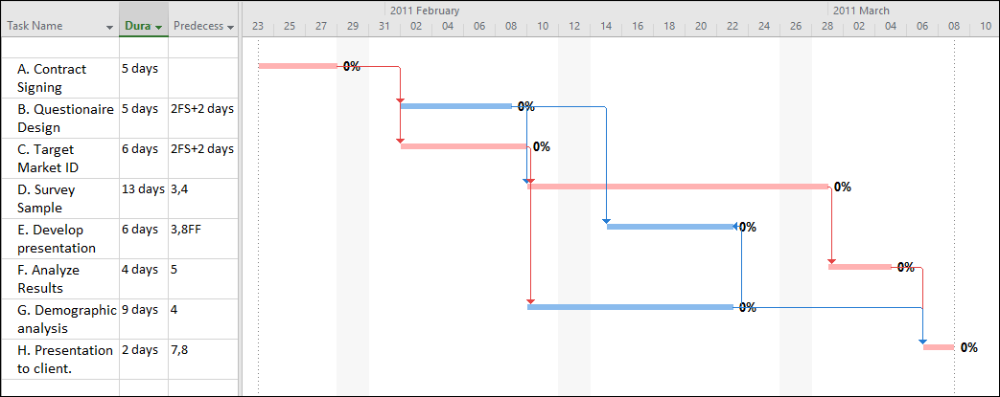 2011 February 2011 March
Task Name Dura Predecess 23 25 27 29 31 02 04 06 08 10 12 14 16 18 20 22 24 26 28 02 04 06 08 10
A. Contract 5 days 0%
Signing
B. Questionaire 5 days 2FS+2 days 0%
Design
C. Target 6 days 2FS+2 days 0%
Market ID
D. Survey 13 days 3,4 0%
Sample
E. Develop 6 days 3,8FF 0%
presentation
F. Analyze 4 days 5 0%
Results
G. Demographic 9 days 4 0%
analysis
H. Presentation 2 days 7,8 0%
to client.